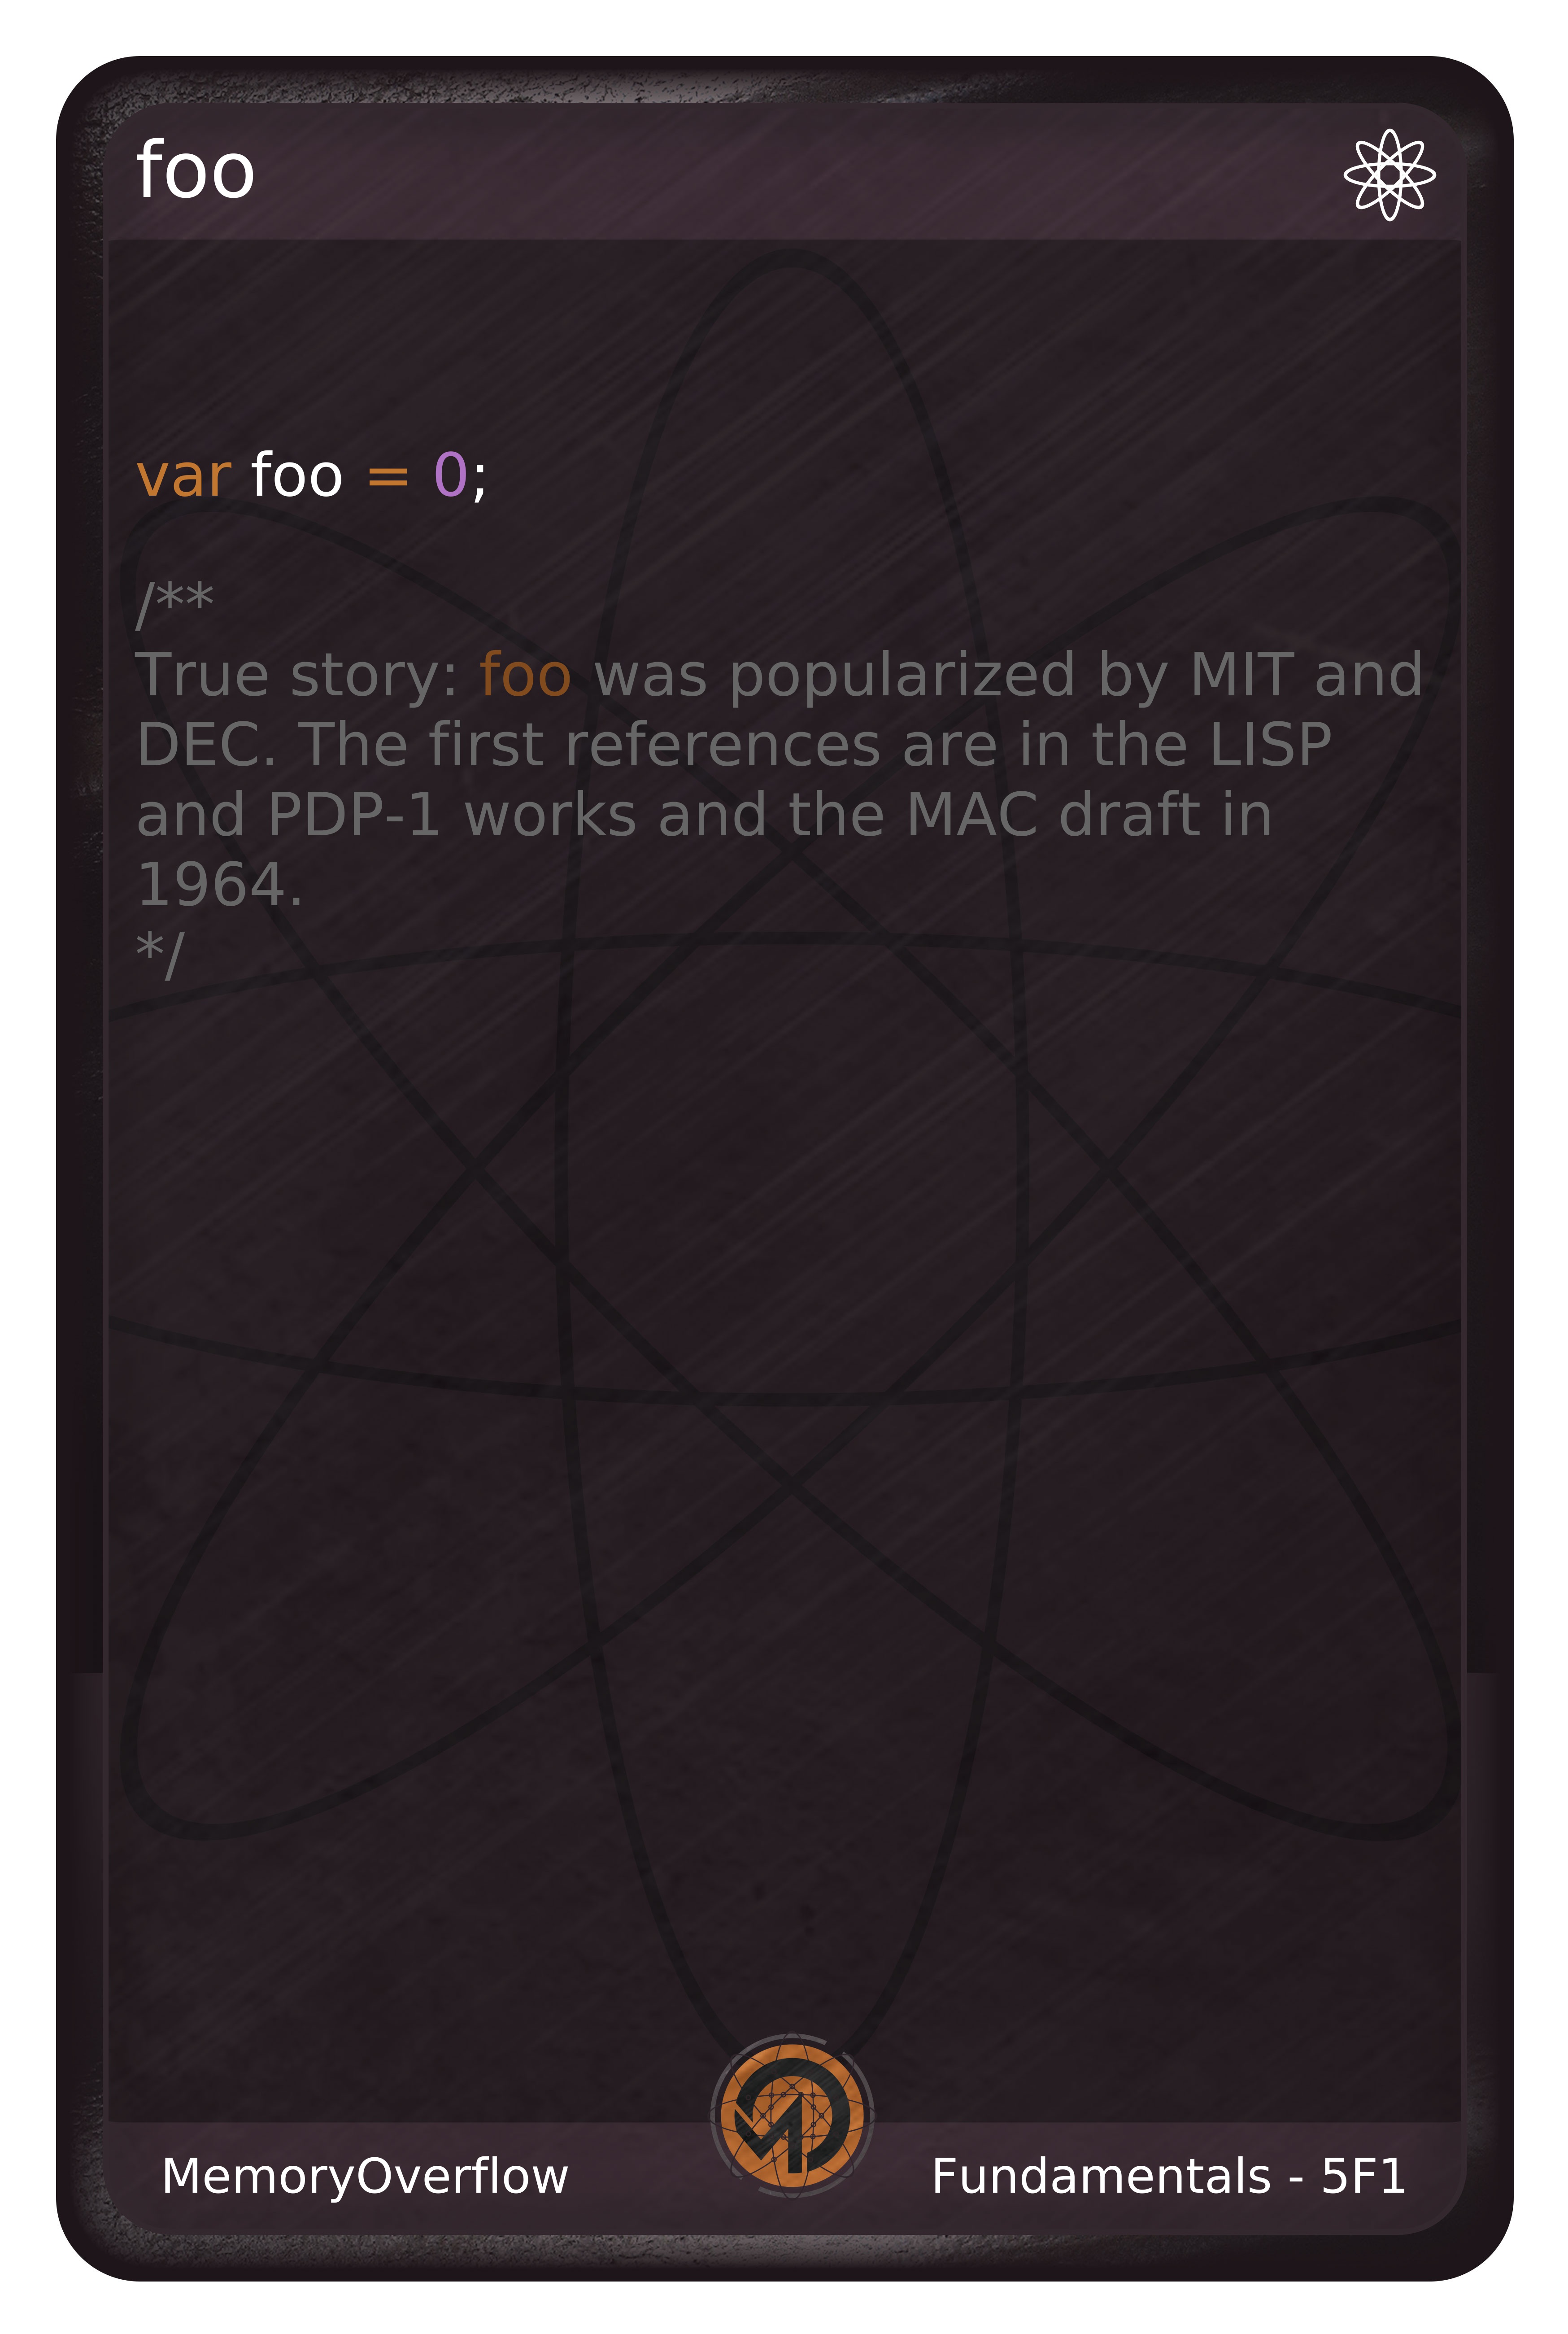 foo
var foo = 0;
/**
True story: foo was popularized by MIT and
DEC. The first references are in the LISP
and PDP-1 works and the MAC draft in
1964.
*/
MemoryOverflow
Fundamentals - 5F1